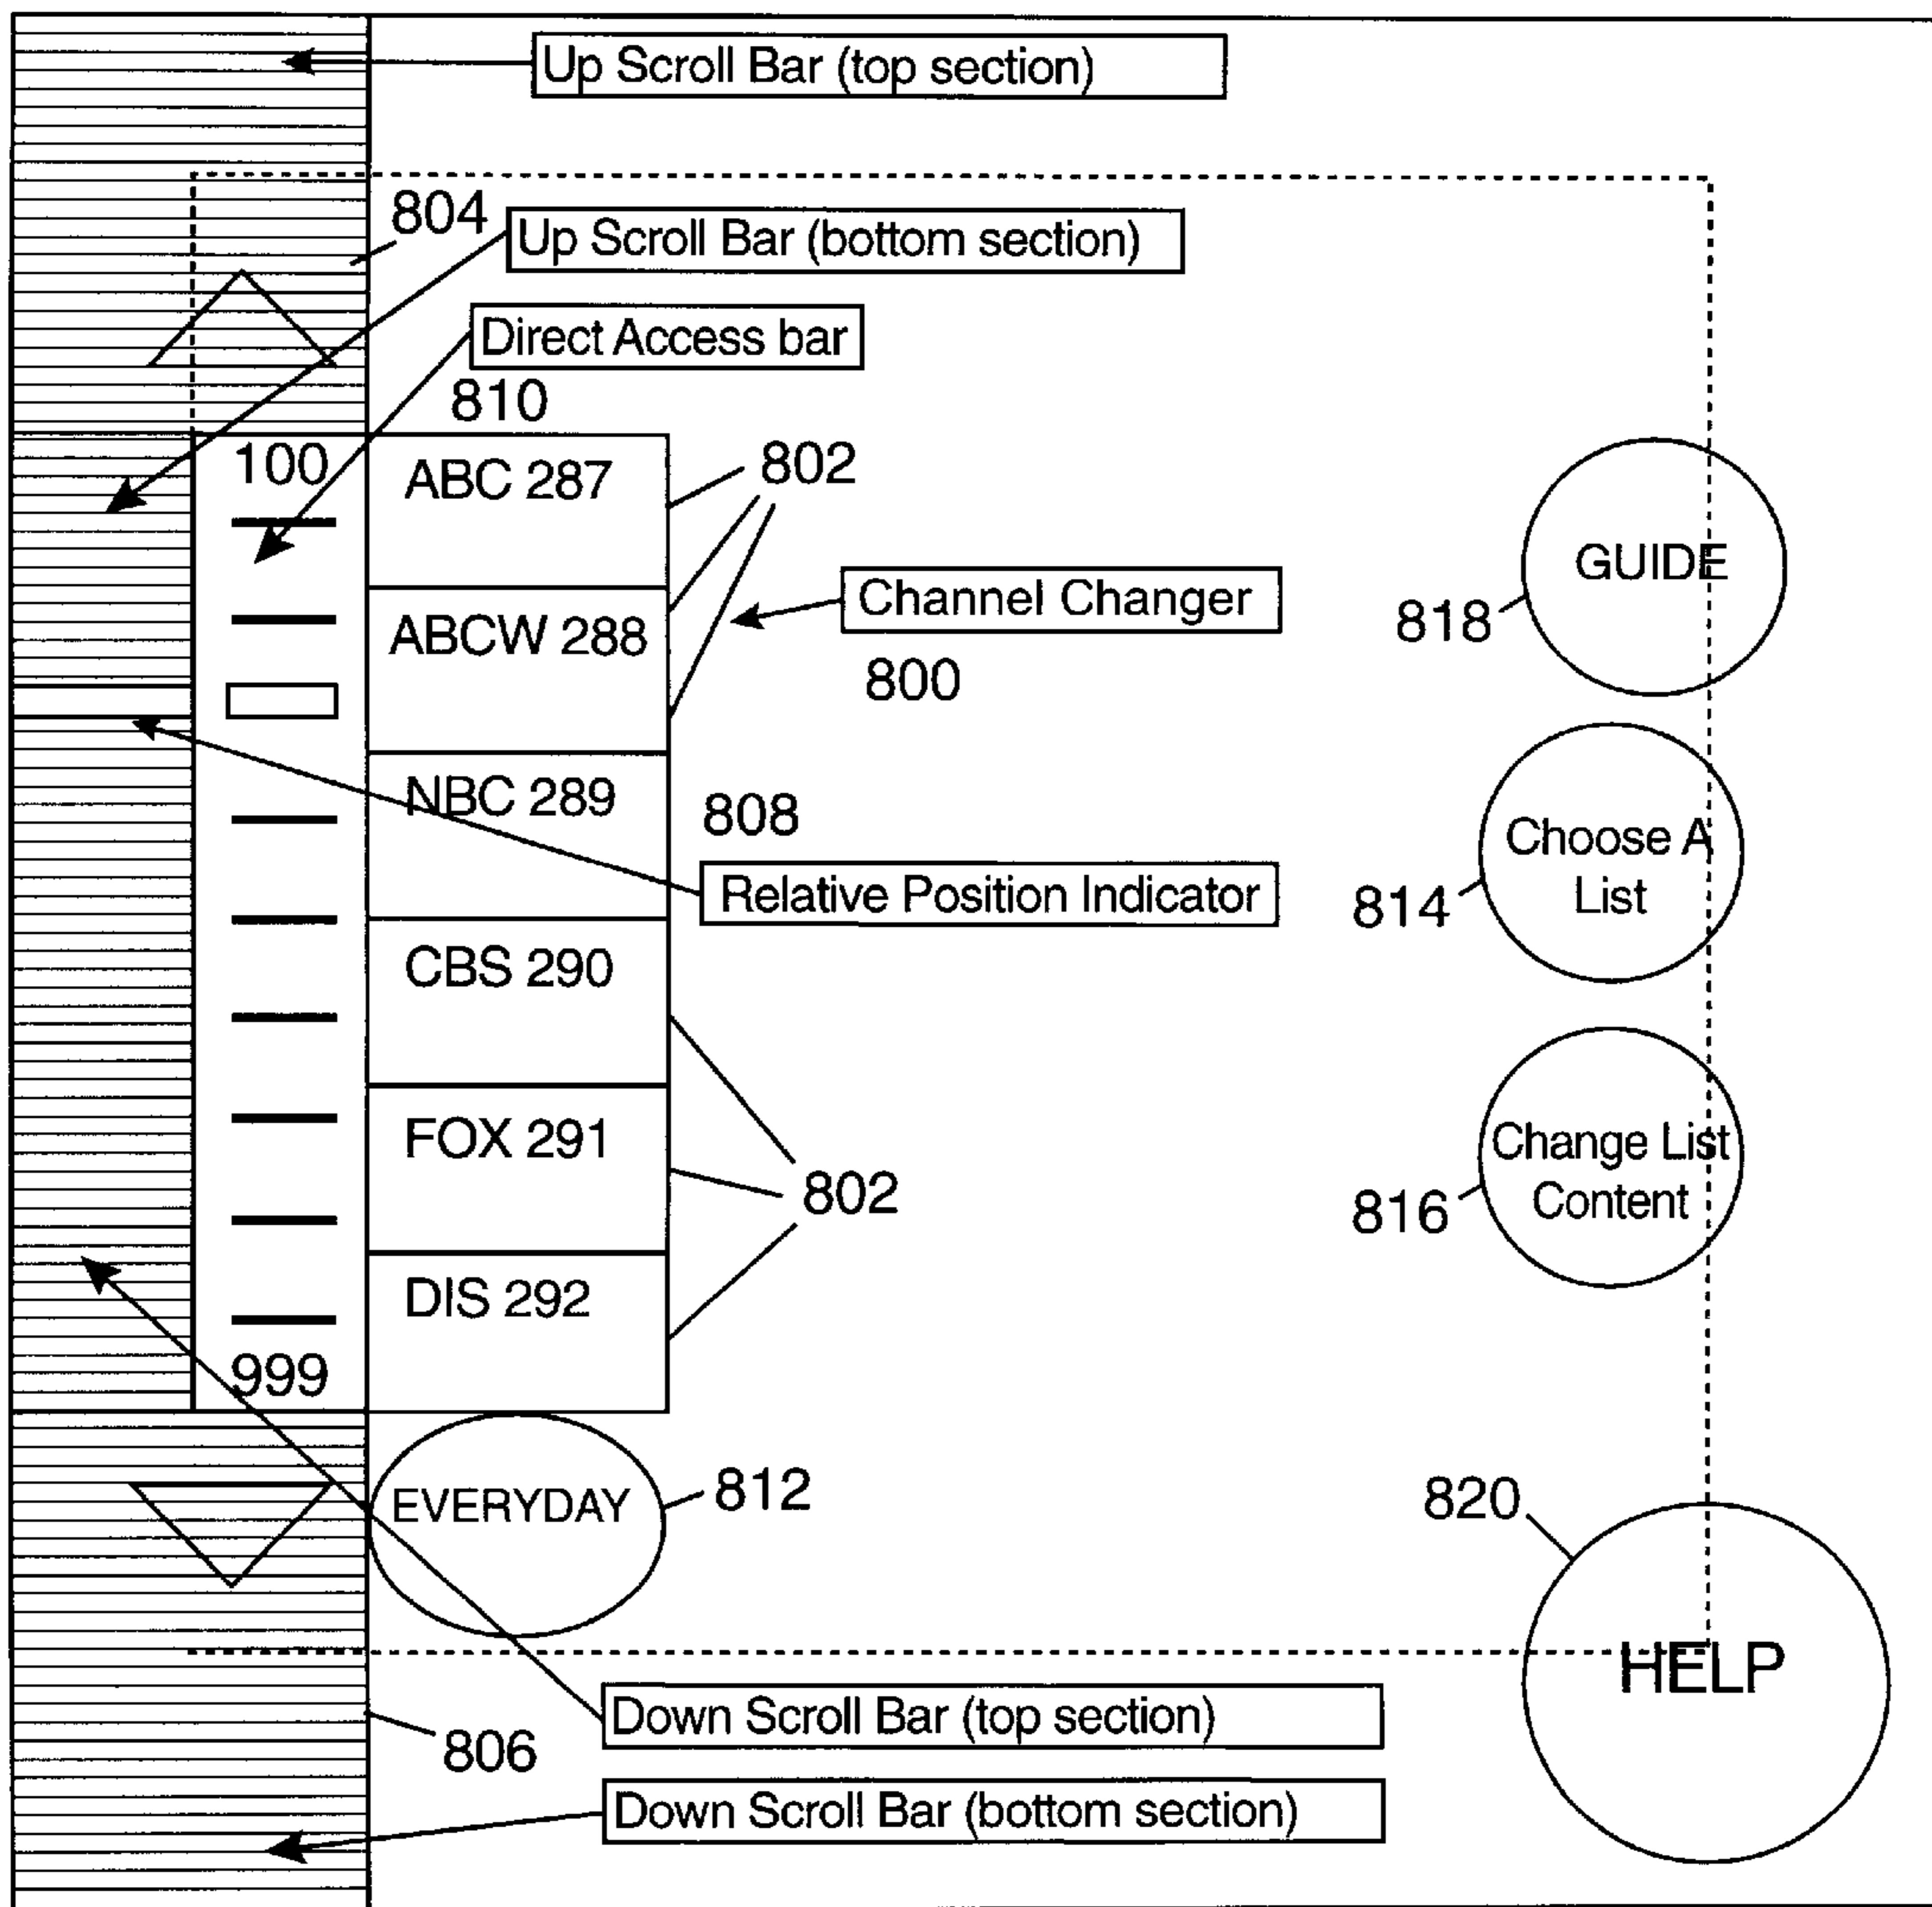 Up Scroll Bar (top section)
804
Up Scroll Bar (bottom section)
Direct Access bar
810
100
ABC 287
802
GUIDE
818
ABCW 288
Channel Changer
800
NBC 289
808
Choose A
List
814
Relative Position Indicator
CBS 290
FOX 291
802
Change List
Content
816
DIS 292
999
EVERYDAY
812
820
HELP
Down Scroll Bar (top section)
806
Down Scroll Bar (bottom section)